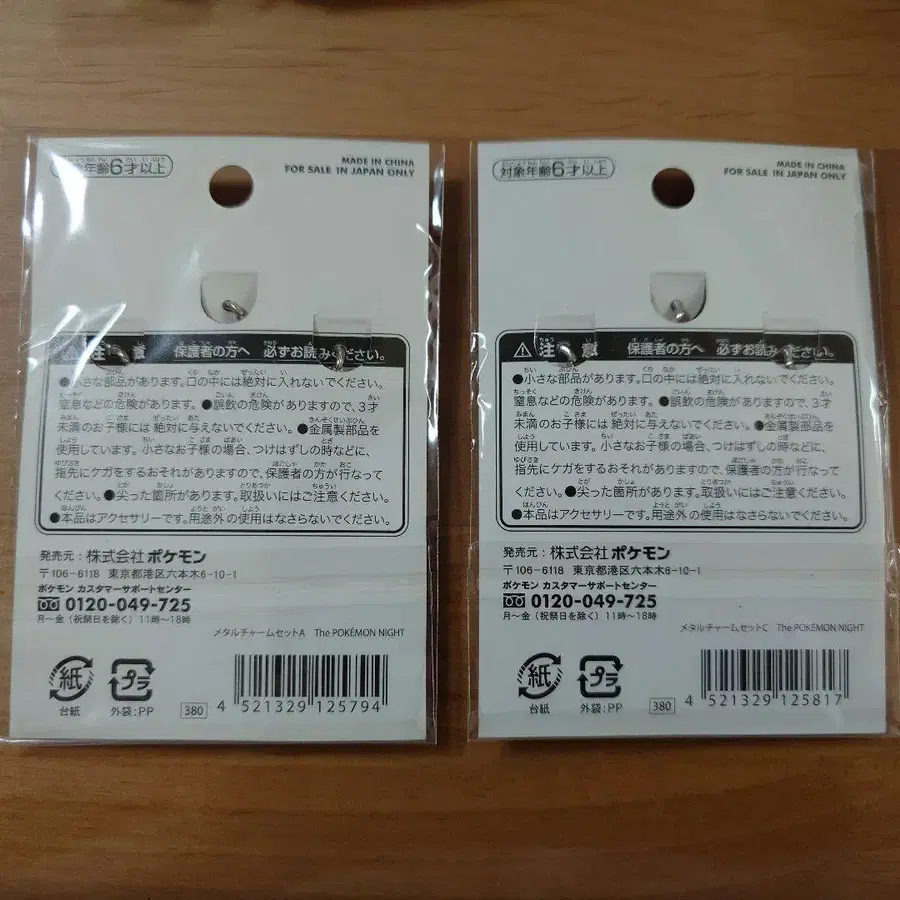 対象年齢6才以上
MADE IN CHINA
FOR SALE IN JAPAN ONLY
注意 保護者の方へ 必ずお読みください。
●小さな部品があります。口の中には絶対に入れないでください。
窒息などの危険があります。●誤飲の危険がありますので、3才
未満のお子様には絶対に与えないでください。●金属製部品を
使用しています。小さなお子様の場合、つけはずしの時などに、
指先にケガをするおそれがありますので、保護者の方が行なって
ください。●尖った箇所があります。取扱いにはご注意ください。
●本品はアクセサリーです。用途外の使用はなさらないでください。
発売元:株式会社ポケモン
〒106-6118 東京都港区六本木6-10-1
ポケモン カスタマーサポートセンター
0120-049-725
月～金（祝祭日を除く）11時～18時
メタルチャームセットA The POKÉMON NIGHT
紙
台紙
プラ
外袋:PP
380
4 521329 125794
対象年齢6才以上
MADE IN CHINA
FOR SALE IN JAPAN ONLY
注意 保護者の方へ 必ずお読みください。
●小さな部品があります。口の中には絶対に入れないでください。
窒息などの危険があります。●誤飲の危険がありますので、3才
未満のお子様には絶対に与えないでください。●金属製部品を
使用しています。小さなお子様の場合、つけはずしの時などに、
指先にケガをするおそれがありますので、保護者の方が行なって
ください。●尖った箇所があります。取扱いにはご注意ください。
●本品はアクセサリーです。用途外の使用はなさらないでください。
発売元:株式会社ポケモン
〒106-6118 東京都港区六本木6-10-1
ポケモン カスタマーサポートセンター
0120-049-725
月～金（祝祭日を除く）11時～18時
メタルチャームセットC The POKÉMON NIGHT
紙
台紙
プラ
外袋:PP
380
4 521329 125817